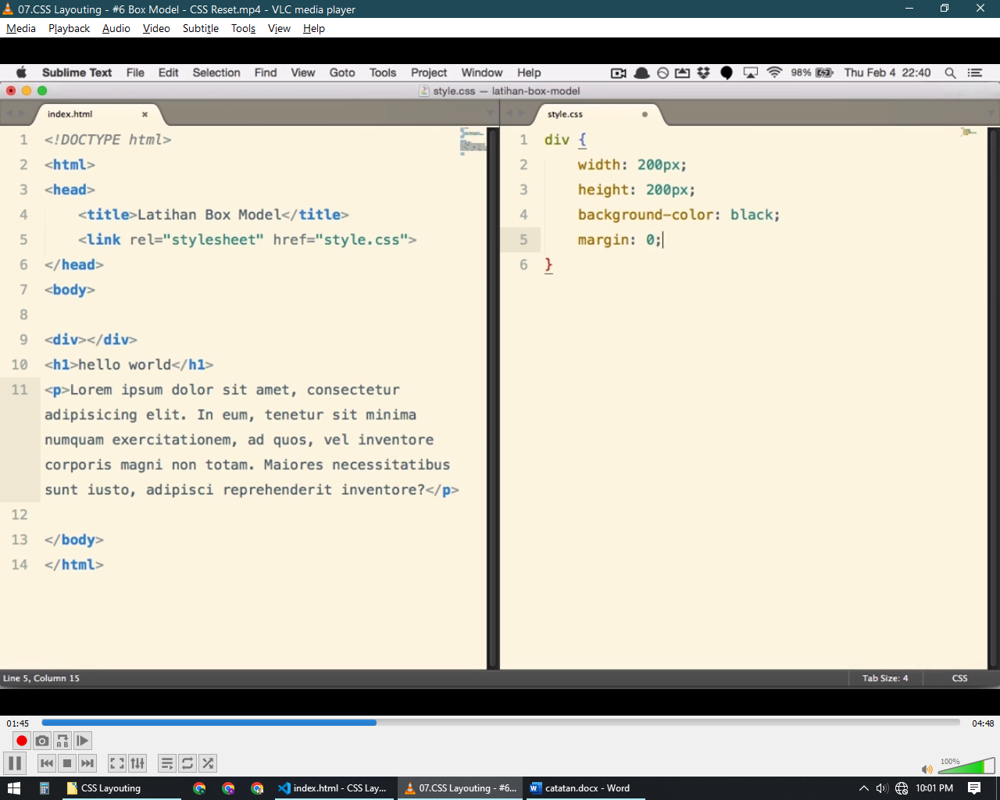 07.CSS Layouting - #6 Box Model - CSS Reset.mp4 - VLC media player
Media Playback Audio Video Subtitle Tools View Help
Sublime Text File Edit Selection Find View Goto Tools Project Window Help 98% Thu Feb 4 22:40
style.css — latihan-box-model
index.html
1 <!DOCTYPE html>
2 <html>
3 <head>
4 <title>Latihan Box Model</title>
5 <link rel="stylesheet" href="style.css">
6 </head>
7 <body>
8
9 <div></div>
10 <h1>hello world</h1>
11 <p>Lorem ipsum dolor sit amet, consectetur
adipisicing elit. In eum, tenetur sit minima
numquam exercitationem, ad quos, vel inventore
corporis magni non totam. Maiores necessitatibus
sunt iusto, adipisci reprehenderit inventore?</p>
12
13 </body>
14 </html>
style.css
1 div {
2 width: 200px;
3 height: 200px;
4 background-color: black;
5 margin: 0;
6 }
Line 5, Column 15 Tab Size: 4 CSS
01:45 04:48
A B
100%
CSS Layouting index.html - CSS Lay... 07.CSS Layouting - #6... catatan.docx - Word 10:01 PM